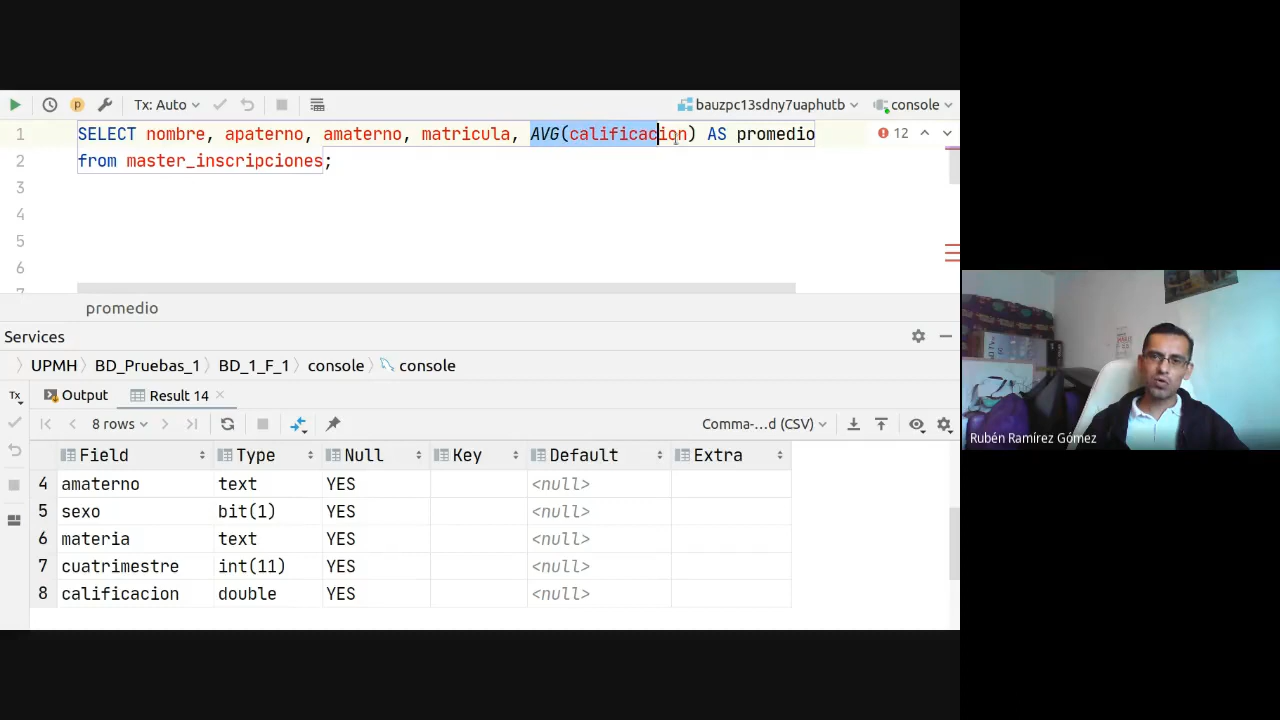 Tx: Auto
bauzpc13sdny7uaphutb
console
1 SELECT nombre, apaterno, amaterno, matricula, AVG(calificacion) AS promedio
12
2 from master_inscripciones;
3
4
5
6
promedio
Services
UPMH BD_Pruebas_1 BD_1_F_1 console console
Tx Output Result 14
8 rows
Comma-...d (CSV)
Field Type Null Key Default Extra
4 amaterno text YES <null>
5 sexo bit(1) YES <null>
6 materia text YES <null>
7 cuatrimestre int(11) YES <null>
8 calificacion double YES <null>
Rubén Ramírez Gómez